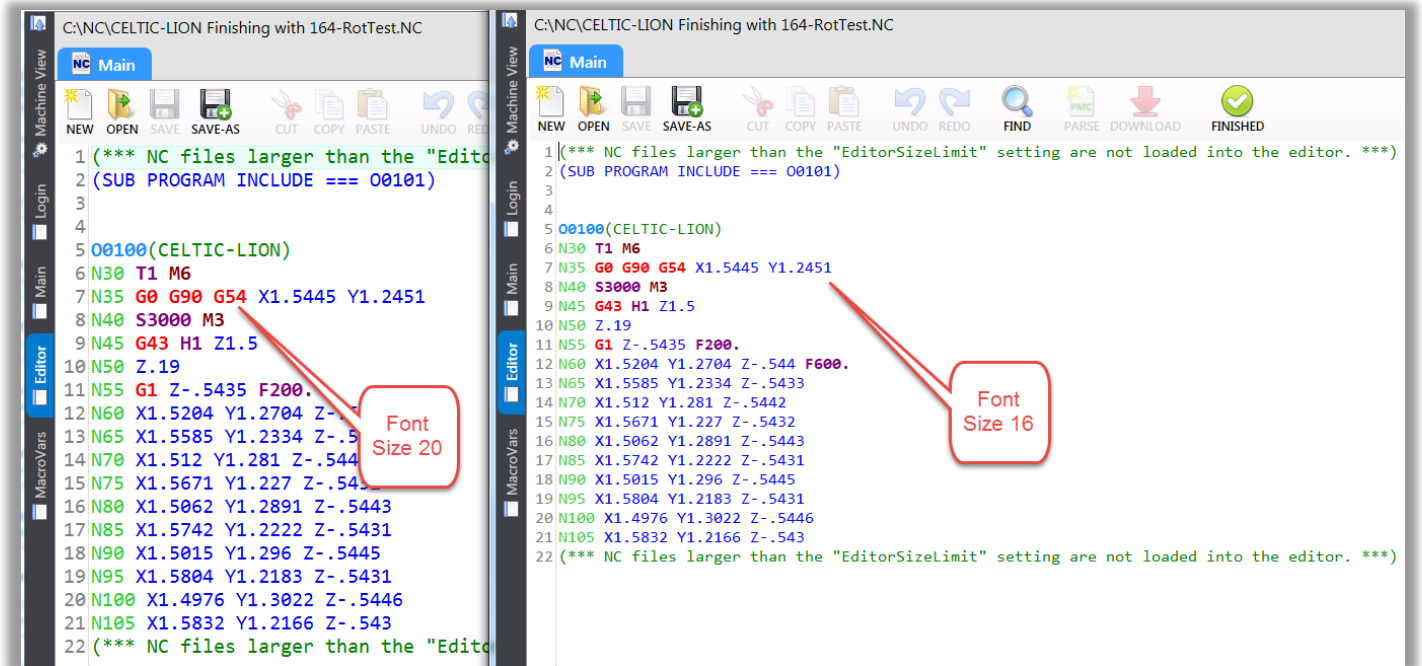 C:\NC\CELTIC-LION Finishing with 164-RotTest.NC
Machine View
Login
Main
Editor
MacroVars
NC Main
NEW OPEN SAVE SAVE-AS CUT COPY PASTE UNDO
1 (*** NC files larger than the
2 (SUB PROGRAM INCLUDE === O0101)
3
4
5 O0100(CELTIC-LION)
6 N30 T1 M6
7 N35 G0 G90 G54 X1.5445 Y1.2451
8 N40 S3000 M3
9 N45 G43 H1 Z1.5
10 N50 Z.19
11 N55 G1 Z-.5435 F200.
12 N60 X1.5204 Y1.2704
13 N65 X1.5585 Y1.2334
14 N70 X1.512 Y1.281
15 N75 X1.5671 Y1.227
16 N80 X1.5062 Y1.2891 Z-.5443
17 N85 X1.5742 Y1.2222 Z-.5431
18 N90 X1.5015 Y1.296 Z-.5445
19 N95 X1.5804 Y1.2183 Z-.5431
20 N100 X1.4976 Y1.3022 Z-.5446
21 N105 X1.5832 Y1.2166 Z-.543
22 (*** NC files larger than the
Font
Size 20
C:\NC\CELTIC-LION Finishing with 164-RotTest.NC
Machine View
Login
Main
Editor
MacroVars
NC Main
NEW OPEN SAVE SAVE-AS CUT COPY PASTE UNDO REDO FIND PMC PARSE DOWNLOAD FINISHED
1 (*** NC files larger than the "EditorSizeLimit" setting are not loaded into the editor. ***)
2 (SUB PROGRAM INCLUDE === O0101)
3
4
5 O0100(CELTIC-LION)
6 N30 T1 M6
7 N35 G0 G90 G54 X1.5445 Y1.2451
8 N40 S3000 M3
9 N45 G43 H1 Z1.5
10 N50 Z.19
11 N55 G1 Z-.5435 F200.
12 N60 X1.5204 Y1.2704 Z-.544 F600.
13 N65 X1.5585 Y1.2334 Z-.5433
14 N70 X1.512 Y1.281 Z-.5442
15 N75 X1.5671 Y1.227 Z-.5432
16 N80 X1.5062 Y1.2891 Z-.5443
17 N85 X1.5742 Y1.2222 Z-.5431
18 N90 X1.5015 Y1.296 Z-.5445
19 N95 X1.5804 Y1.2183 Z-.5431
20 N100 X1.4976 Y1.3022 Z-.5446
21 N105 X1.5832 Y1.2166 Z-.543
22 (*** NC files larger than the "EditorSizeLimit" setting are not loaded into the editor. ***)
Font
Size 16